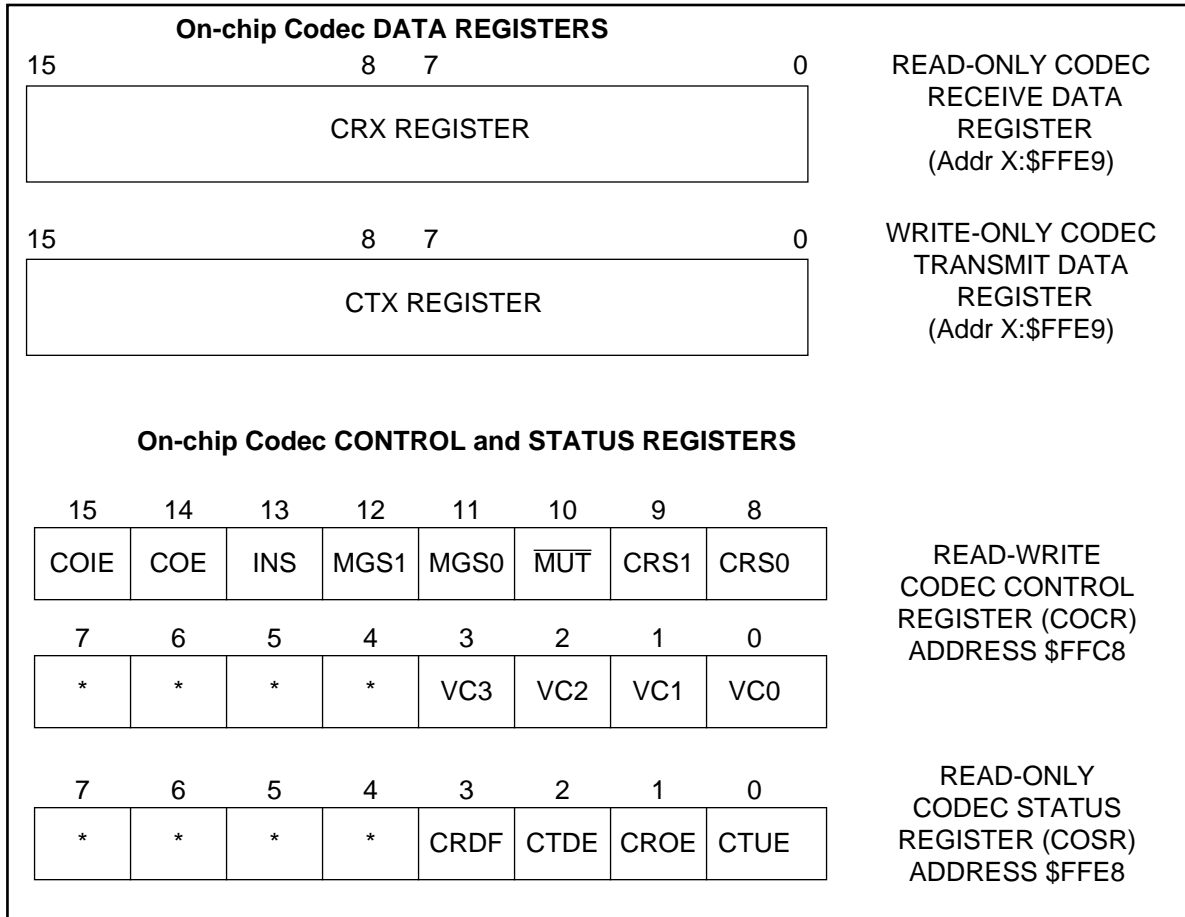 On-chip Codec DATA REGISTERS
15 8 7 0
CRX REGISTER
READ-ONLY CODEC
RECEIVE DATA
REGISTER
(Addr X:$FFE9)
15 8 7 0
CTX REGISTER
WRITE-ONLY CODEC
TRANSMIT DATA
REGISTER
(Addr X:$FFE9)
On-chip Codec CONTROL and STATUS REGISTERS
15 14 13 12 11 10 9 8
COIE COE INS MGS1 MGS0 M̅U̅T̅ CRS1 CRS0
7 6 5 4 3 2 1 0
* * * * VC3 VC2 VC1 VC0
READ-WRITE
CODEC CONTROL
REGISTER (COCR)
ADDRESS $FFC8
7 6 5 4 3 2 1 0
* * * * CRDF CTDE CROE CTUE
READ-ONLY
CODEC STATUS
REGISTER (COSR)
ADDRESS $FFE8